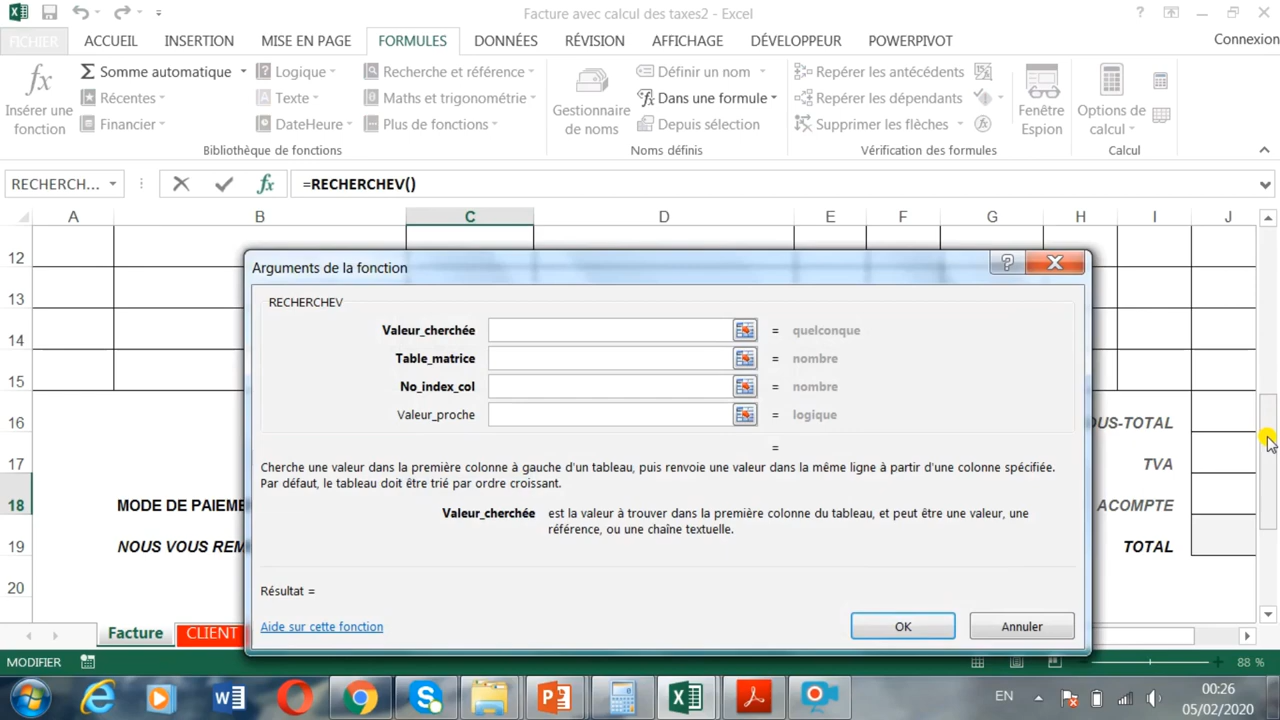 Facture avec calcul des taxes2 - Excel
FICHIER ACCUEIL INSERTION MISE EN PAGE FORMULES DONNÉES RÉVISION AFFICHAGE DÉVELOPPEUR POWERPIVOT Connexion
Insérer une fonction
Somme automatique
Récentes
Financier
Logique
Texte
DateHeure
Recherche et référence
Maths et trigonométrie
Plus de fonctions
Bibliothèque de fonctions
Gestionnaire de noms
Définir un nom
Dans une formule
Depuis sélection
Noms définis
Repérer les antécédents
Repérer les dépendants
Supprimer les flèches
Vérification des formules
Fenêtre Espion
Options de calcul
Calcul
RECHERCH... fx =RECHERCHEV()
A B C D E F G H I J
12
13
14
15
16 OUS-TOTAL
17 TVA
18 MODE DE PAIEME ACOMPTE
19 NOUS VOUS REM TOTAL
20
Arguments de la fonction
RECHERCHEV
Valeur_cherchée = quelconque
Table_matrice = nombre
No_index_col = nombre
Valeur_proche = logique
=
Cherche une valeur dans la première colonne à gauche d'un tableau, puis renvoie une valeur dans la même ligne à partir d'une colonne spécifiée.
Par défaut, le tableau doit être trié par ordre croissant.
Valeur_cherchée est la valeur à trouver dans la première colonne du tableau, et peut être une valeur, une
référence, ou une chaîne textuelle.
Résultat =
Aide sur cette fonction
OK Annuler
Facture CLIENT
MODIFIER 88 %
EN 00:26
05/02/2020